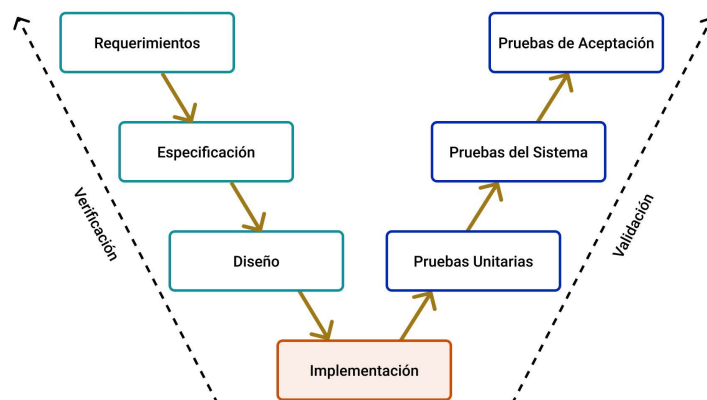 Requerimientos
Pruebas de Aceptación
Especificación
Pruebas del Sistema
Verificación
Validación
Diseño
Pruebas Unitarias
Implementación